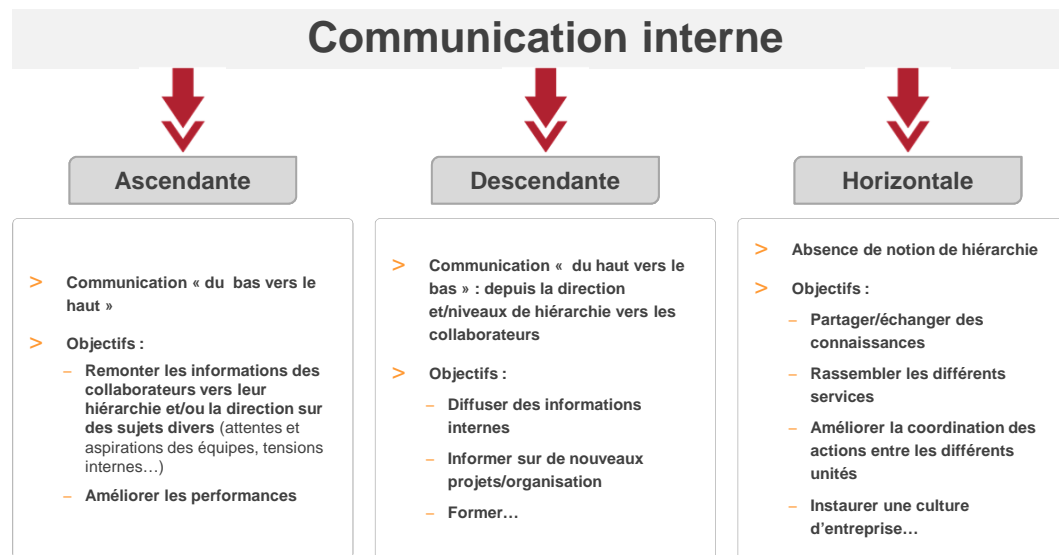 Communication interne
Ascendante
> Communication « du bas vers le
haut »
> Objectifs :
– Remonter les informations des
collaborateurs vers leur
hiérarchie et/ou la direction sur
des sujets divers (attentes et
aspirations des équipes, tensions
internes…)
– Améliorer les performances
Descendante
> Communication « du haut vers le
bas » : depuis la direction
et/niveaux de hiérarchie vers les
collaborateurs
> Objectifs :
– Diffuser des informations
internes
– Informer sur de nouveaux
projets/organisation
– Former…
Horizontale
> Absence de notion de hiérarchie
> Objectifs :
– Partager/échanger des
connaissances
– Rassembler les différents
services
– Améliorer la coordination des
actions entre les différents
unités
– Instaurer une culture
d’entreprise…